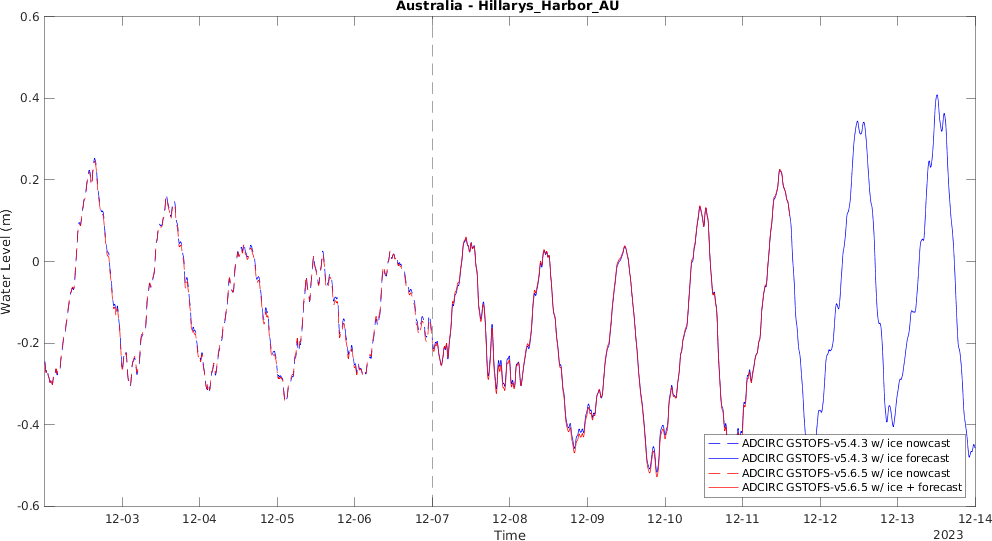 Australia - Hillarys_Harbor_AU
0.6
0.4
0.2
0
-0.2
-0.4
-0.6
Water Level (m)
12-03 12-04 12-05 12-06 12-07 12-08 12-09 12-10 12-11 12-12 12-13 12-14
Time
2023
ADCIRC GSTOFS-v5.4.3 w/ ice nowcast
ADCIRC GSTOFS-v5.4.3 w/ ice forecast
ADCIRC GSTOFS-v5.6.5 w/ ice nowcast
ADCIRC GSTOFS-v5.6.5 w/ ice + forecast